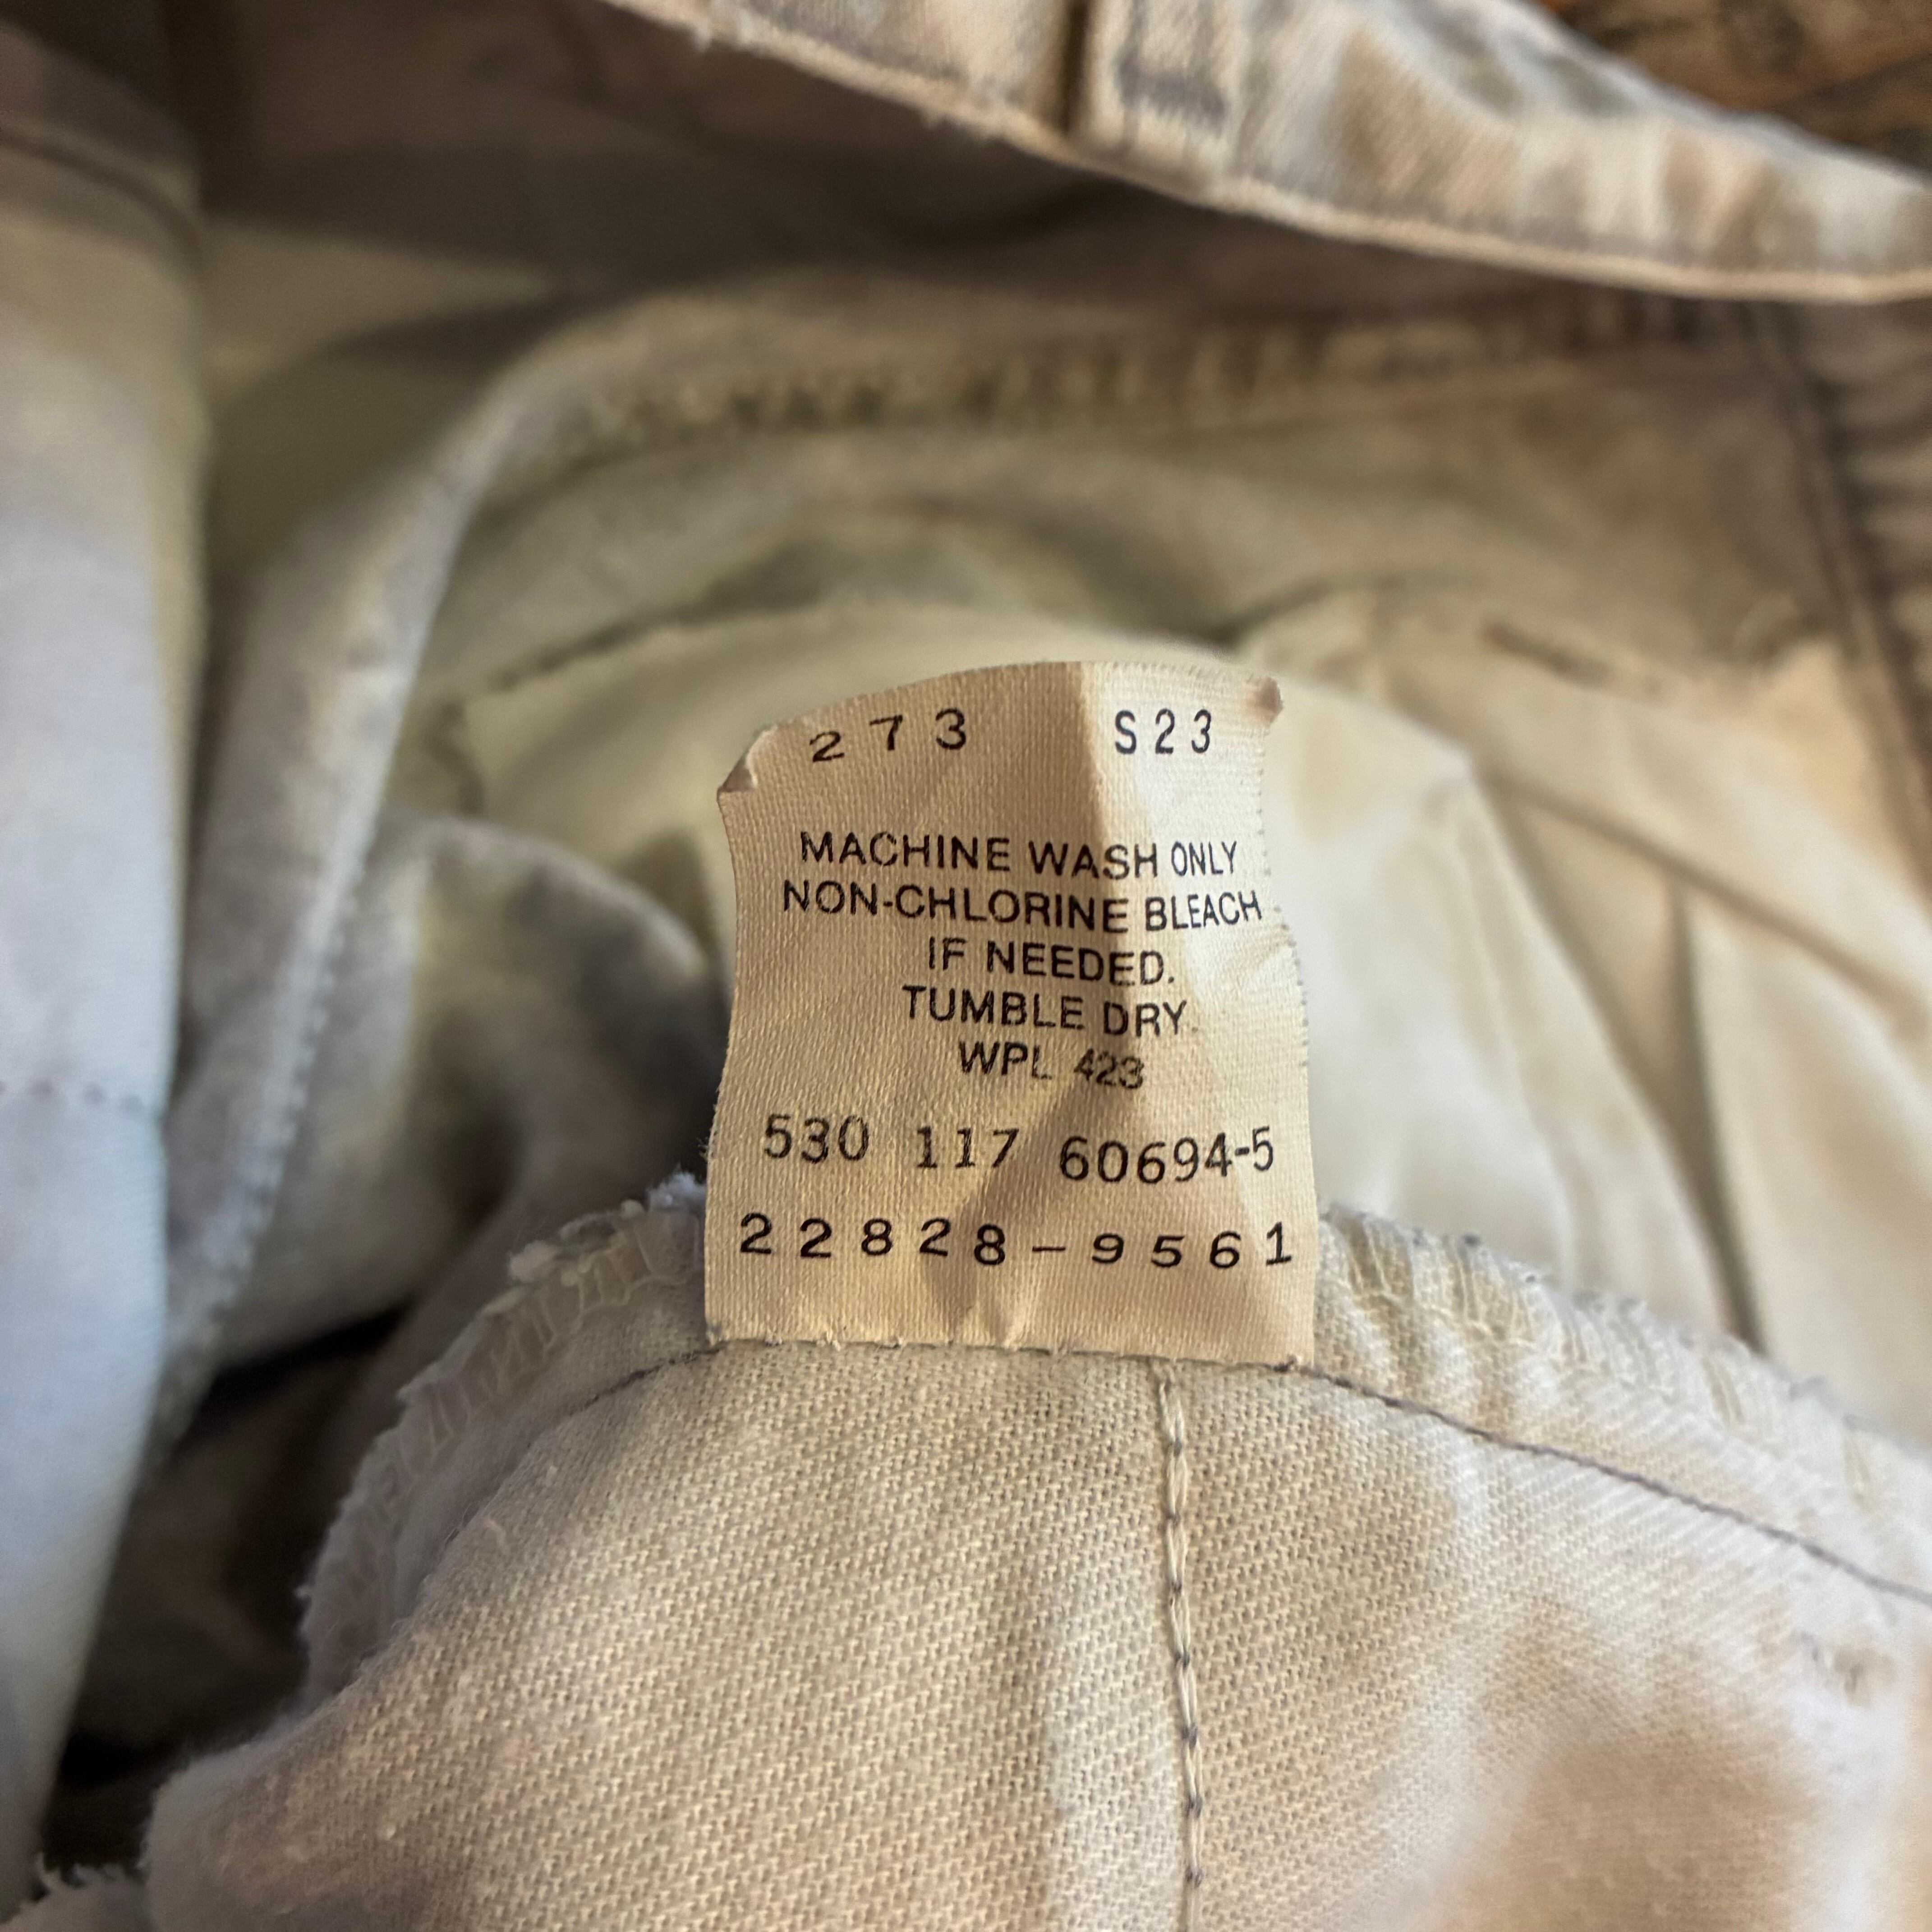 273 S23
MACHINE WASH ONLY
NON-CHLORINE BLEACH
IF NEEDED.
TUMBLE DRY.
WPL 423
530 117 60694-5
22828-9561